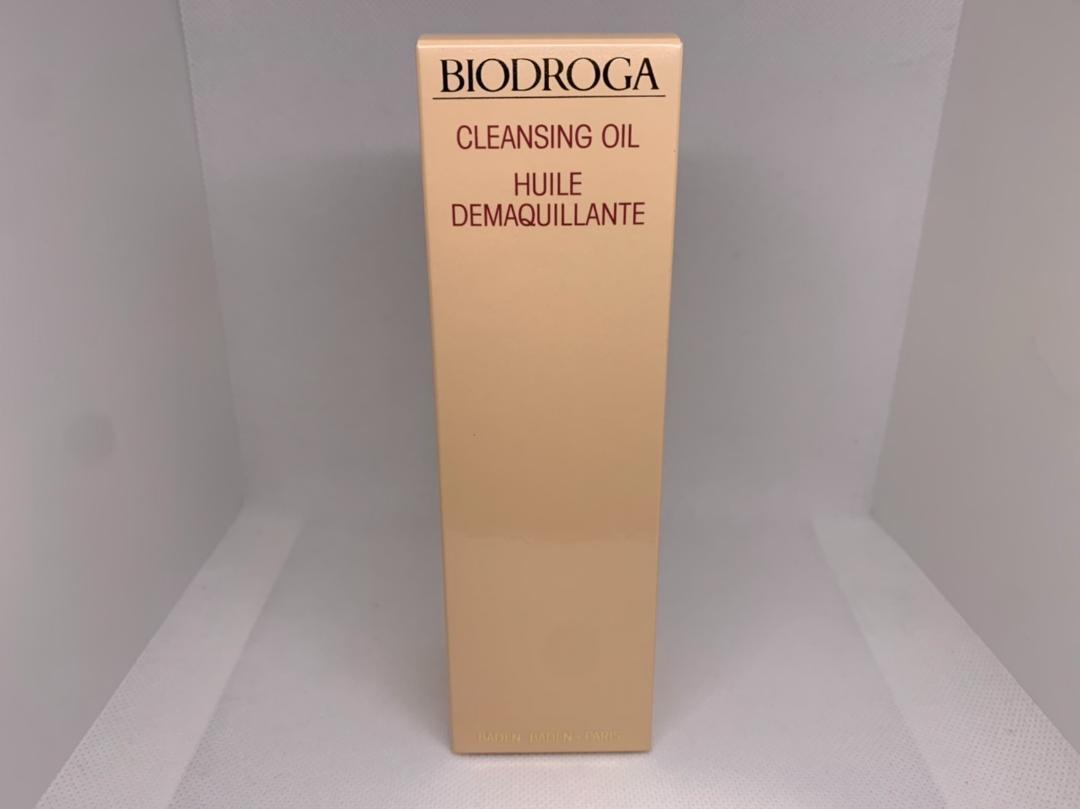 BIODROGA
CLEANSING OIL
HUILE
DEMAQUILLANTE
BADEN-BADEN · PARIS